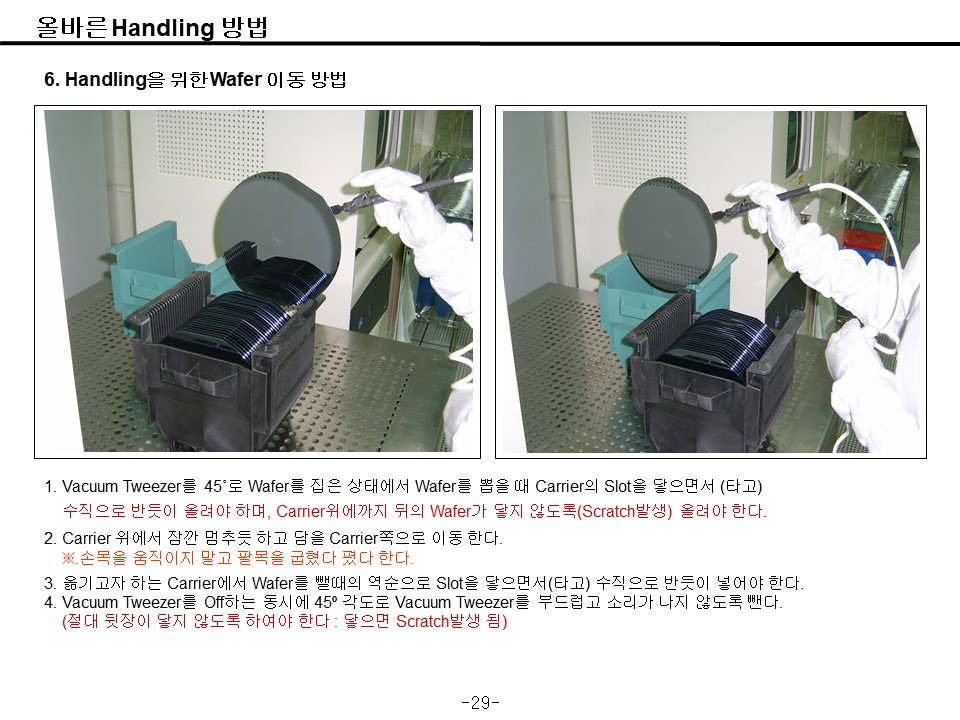 올바른 Handling 방법
6. Handling을 위한 Wafer 이동 방법
1. Vacuum Tweezer를 45˚로 Wafer를 집은 상태에서 Wafer를 뽑을 때 Carrier의 Slot을 닿으면서 (타고)
수직으로 반듯이 올려야 하며, Carrier위에까지 뒤의 Wafer가 닿지 않도록(Scratch발생) 올려야 한다.
2. Carrier 위에서 잠깐 멈추듯 하고 담을 Carrier쪽으로 이동 한다.
※.손목을 움직이지 말고 팔목을 굽혔다 폈다 한다.
3. 옮기고자 하는 Carrier에서 Wafer를 뺄때의 역순으로 Slot을 닿으면서(타고) 수직으로 반듯이 넣어야 한다.
4. Vacuum Tweezer를 Off하는 동시에 45º 각도로 Vacuum Tweezer를 부드럽고 소리가 나지 않도록 뺀다.
(절대 뒷장이 닿지 않도록 하여야 한다 : 닿으면 Scratch발생 됨)
-29-